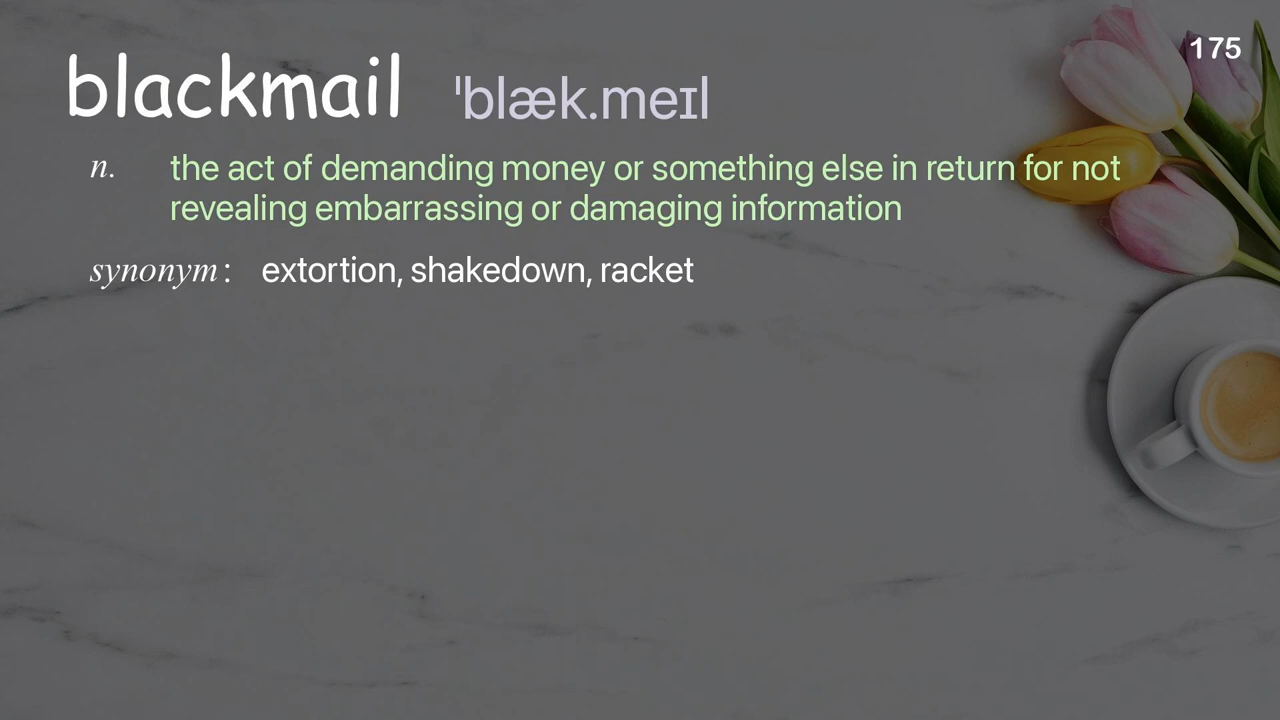 175
blackmail ˈblæk.meɪl
n. the act of demanding money or something else in return for not
revealing embarrassing or damaging information
synonym: extortion, shakedown, racket